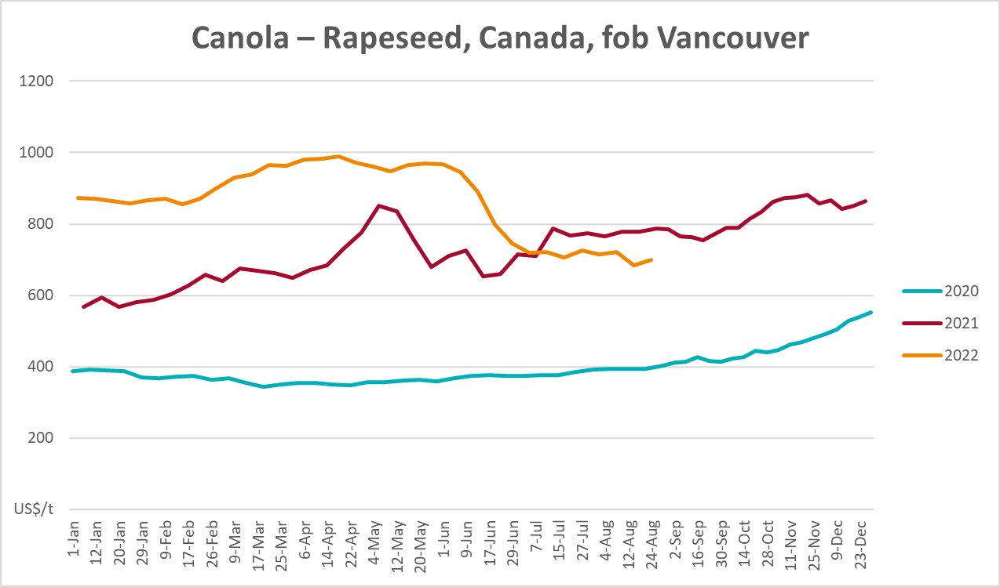 Canola – Rapeseed, Canada, fob Vancouver
1200
1000
800
600
400
200
US$/t
1-Jan
12-Jan
20-Jan
29-Jan
9-Feb
17-Feb
26-Feb
9-Mar
17-Mar
25-Mar
6-Apr
14-Apr
22-Apr
4-May
12-May
20-May
1-Jun
9-Jun
17-Jun
29-Jun
7-Jul
15-Jul
27-Jul
4-Aug
12-Aug
24-Aug
2-Sep
16-Sep
30-Sep
14-Oct
28-Oct
11-Nov
25-Nov
9-Dec
23-Dec
2020
2021
2022